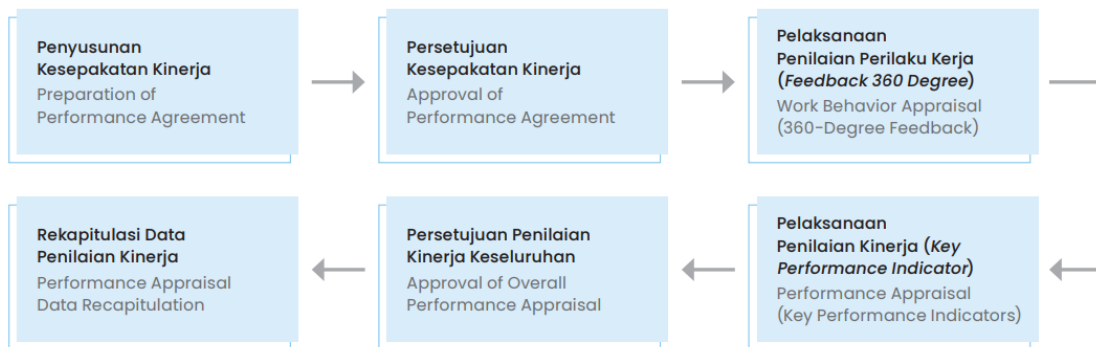 Penyusunan
Kesepakatan Kinerja
Preparation of
Performance Agreement
Persetujuan
Kesepakatan Kinerja
Approval of
Performance Agreement
Pelaksanaan
Penilaian Perilaku Kerja
(Feedback 360 Degree)
Work Behavior Appraisal
(360-Degree Feedback)
Pelaksanaan
Penilaian Kinerja (Key
Performance Indicator)
Performance Appraisal
(Key Performance Indicators)
Persetujuan Penilaian
Kinerja Keseluruhan
Approval of Overall
Performance Appraisal
Rekapitulasi Data
Penilaian Kinerja
Performance Appraisal
Data Recapitulation